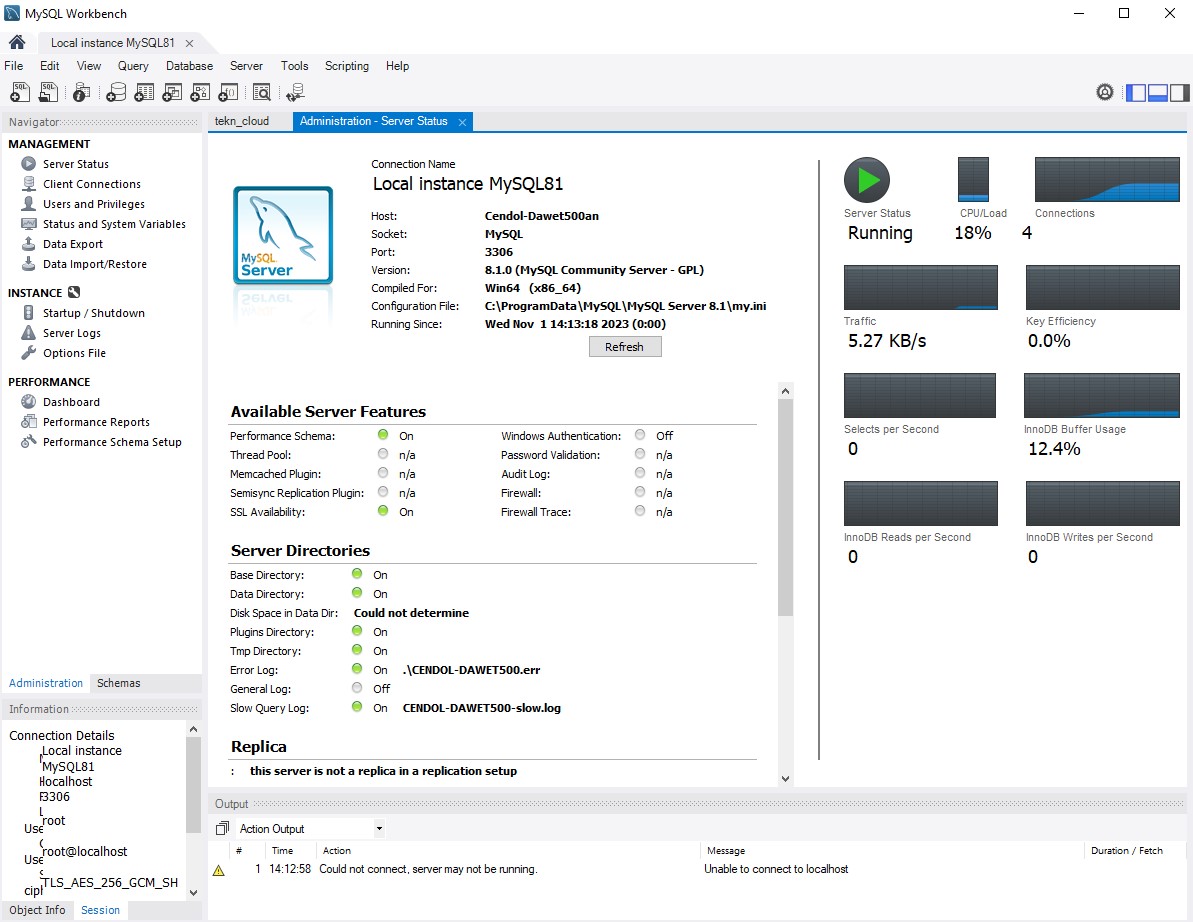 MySQL Workbench
Local instance MySQL81
File Edit View Query Database Server Tools Scripting Help
Navigator
MANAGEMENT
Server Status
Client Connections
Users and Privileges
Status and System Variables
Data Export
Data Import/Restore
INSTANCE
Startup / Shutdown
Server Logs
Options File
PERFORMANCE
Dashboard
Performance Reports
Performance Schema Setup
Administration Schemas
Information
Connection Details
Local instance
MySQL81
localhost
3306
root
Use
root@localhost
Use
TLS_AES_256_GCM_SH
ciph
Object Info Session
tekn_cloud Administration - Server Status
MySQL
Server
Connection Name
Local instance MySQL81
Host: Cendol-Dawet500an
Socket: MySQL
Port: 3306
Version: 8.1.0 (MySQL Community Server - GPL)
Compiled For: Win64 (x86_64)
Configuration File: C:\ProgramData\MySQL\MySQL Server 8.1\my.ini
Running Since: Wed Nov 1 14:13:18 2023 (0:00)
Refresh
Available Server Features
Performance Schema: On Windows Authentication: Off
Thread Pool: n/a Password Validation: n/a
Memcached Plugin: n/a Audit Log: n/a
Semisync Replication Plugin: n/a Firewall: n/a
SSL Availability: On Firewall Trace: n/a
Server Directories
Base Directory: On
Data Directory: On
Disk Space in Data Dir: Could not determine
Plugins Directory: On
Tmp Directory: On
Error Log: On .\CENDOL-DAWET500.err
General Log: Off
Slow Query Log: On CENDOL-DAWET500-slow.log
Replica
: this server is not a replica in a replication setup
Server Status CPU/Load Connections
Running 18% 4
Traffic Key Efficiency
5.27 KB/s 0.0%
Selects per Second InnoDB Buffer Usage
0 12.4%
InnoDB Reads per Second InnoDB Writes per Second
0 0
Output
Action Output
# Time Action Message Duration / Fetch
1 14:12:58 Could not connect, server may not be running. Unable to connect to localhost